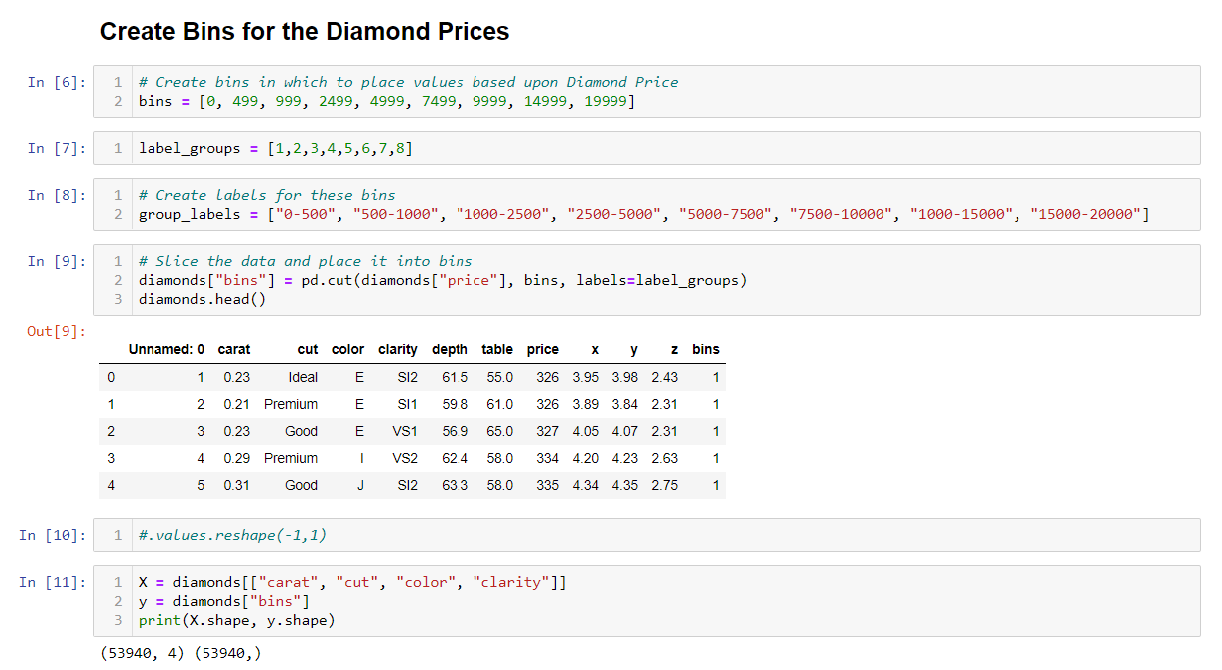 Create Bins for the Diamond Prices
In [6]: 1 # Create bins in which to place values based upon Diamond Price
2 bins = [0, 499, 999, 2499, 4999, 7499, 9999, 14999, 19999]
In [7]: 1 label_groups = [1,2,3,4,5,6,7,8]
In [8]: 1 # Create labels for these bins
2 group_labels = ["0-500", "500-1000", "1000-2500", "2500-5000", "5000-7500", "7500-10000", "1000-15000", "15000-20000"]
In [9]: 1 # Slice the data and place it into bins
2 diamonds["bins"] = pd.cut(diamonds["price"], bins, labels=label_groups)
3 diamonds.head()
Out[9]:
Unnamed: 0 carat cut color clarity depth table price x y z bins
0 1 0.23 Ideal E SI2 61.5 55.0 326 3.95 3.98 2.43 1
1 2 0.21 Premium E SI1 59.8 61.0 326 3.89 3.84 2.31 1
2 3 0.23 Good E VS1 56.9 65.0 327 4.05 4.07 2.31 1
3 4 0.29 Premium I VS2 62.4 58.0 334 4.20 4.23 2.63 1
4 5 0.31 Good J SI2 63.3 58.0 335 4.34 4.35 2.75 1
In [10]: 1 #.values.reshape(-1,1)
In [11]: 1 X = diamonds[["carat", "cut", "color", "clarity"]]
2 y = diamonds["bins"]
3 print(X.shape, y.shape)
(53940, 4) (53940,)